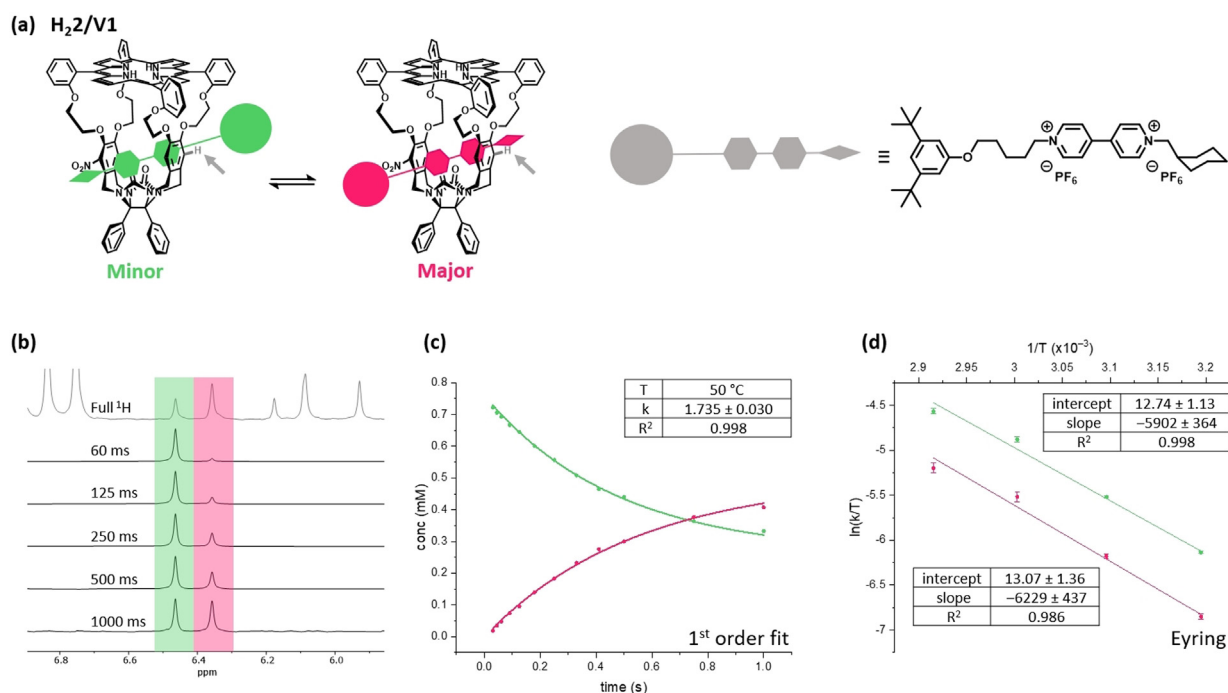 (a) H₂2/V1
HN
NH
O
O₂N
H
N
Minor
HN
NH
O
O₂N
H
N
Major
≡
O
N
+
−
PF₆
N
+
−
PF₆
(b)
Full ¹H
60 ms
125 ms
250 ms
500 ms
1000 ms
6.8 6.6 6.4 6.2 6.0
ppm
(c)
T 50 °C
k 1.735 ± 0.030
R² 0.998
0.8
0.7
0.6
0.5
0.4
0.3
0.2
0.1
0.0
conc (mM)
1st order fit
0.0 0.2 0.4 0.6 0.8 1.0
time (s)
(d)
1/T (x10⁻³)
2.9 2.95 3 3.05 3.1 3.15 3.2
intercept 12.74 ± 1.13
slope −5902 ± 364
R² 0.998
-4.5
-5
-5.5
-6
-6.5
-7
ln(k/T)
intercept 13.07 ± 1.36
slope −6229 ± 437
R² 0.986
Eyring